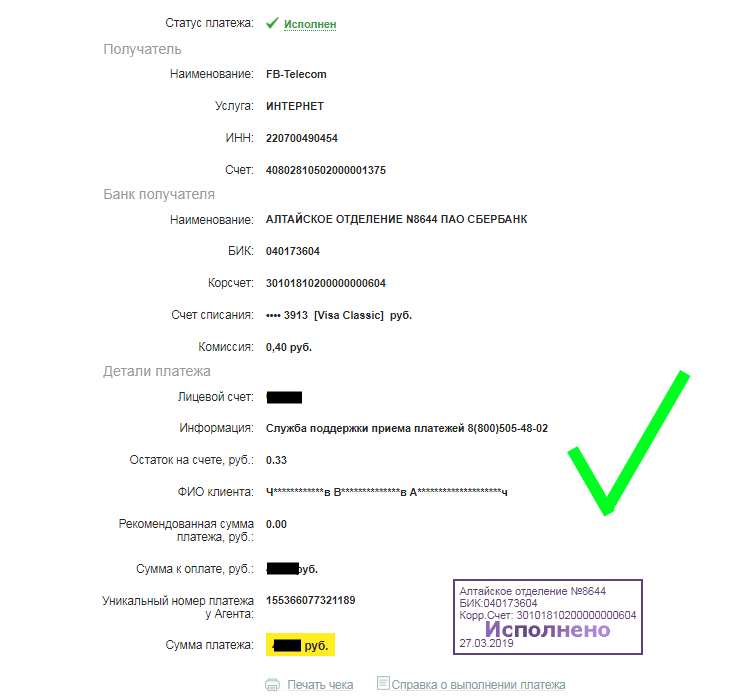 Статус платежа: Исполнен
Получатель
Наименование: FB-Telecom
Услуга: ИНТЕРНЕТ
ИНН: 220700490454
Счет: 40802810502000001375
Банк получателя
Наименование: АЛТАЙСКОЕ ОТДЕЛЕНИЕ N8644 ПАО СБЕРБАНК
БИК: 040173604
Корсчет: 30101810200000000604
Счет списания: •••• 3913 [Visa Classic] руб.
Комиссия: 0,40 руб.
Детали платежа
Лицевой счет:
Информация: Служба поддержки приема платежей 8(800)505-48-02
Остаток на счете, руб.: 0.33
ФИО клиента: Ч************в В**************в А********************ч
Рекомендованная сумма
платежа, руб.: 0.00
Сумма к оплате, руб.: руб.
Уникальный номер платежа
у Агента: 155366077321189
Сумма платежа: руб.
Алтайское отделение №8644
БИК:040173604
Корр.Счет: 30101810200000000604
Исполнено
27.03.2019
Печать чека Справка о выполнении платежа